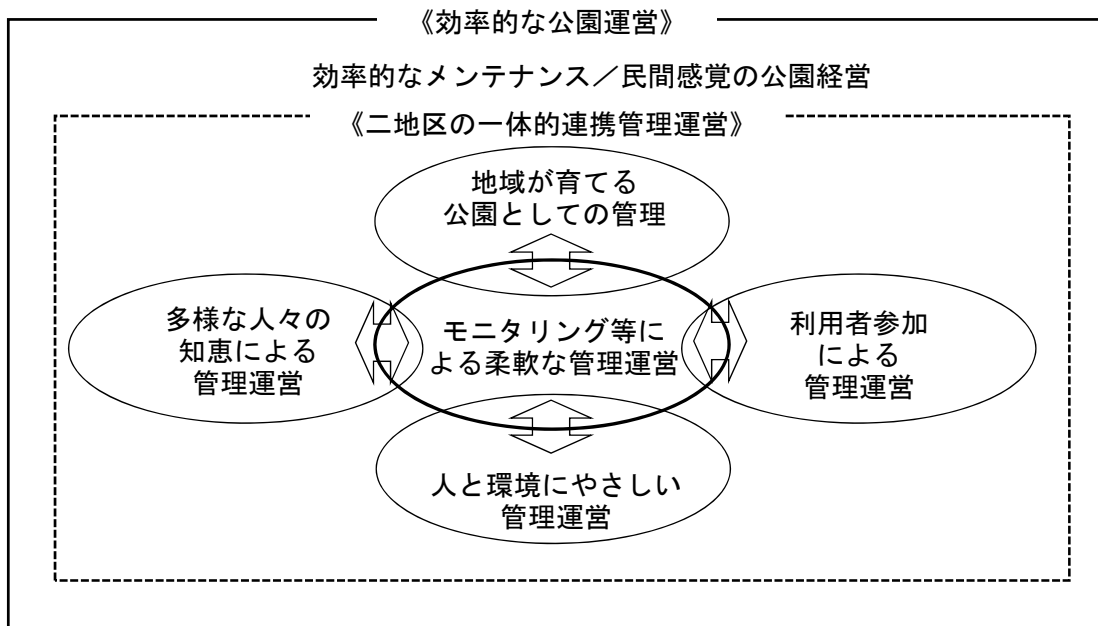 《効率的な公園運営》
効率的なメンテナンス／民間感覚の公園経営
《二地区の一体的連携管理運営》
地域が育てる
公園としての管理
多様な人々の
知恵による
管理運営
モニタリング等に
よる柔軟な管理運営
利用者参加
による
管理運営
人と環境にやさしい
管理運営